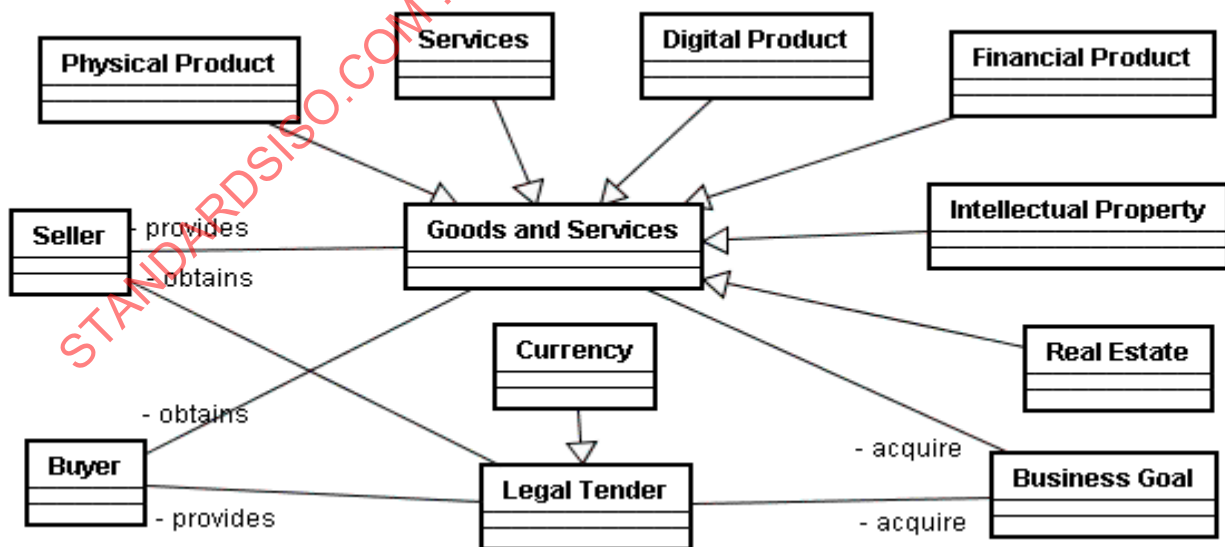 Services
Digital Product
Physical Product
Financial Product
Intellectual Property
Seller
- provides
Goods and Services
- obtains
Currency
Real Estate
- obtains
Buyer
- acquire
Legal Tender
Business Goal
- provides
- acquire
STANDARDSISO.COM